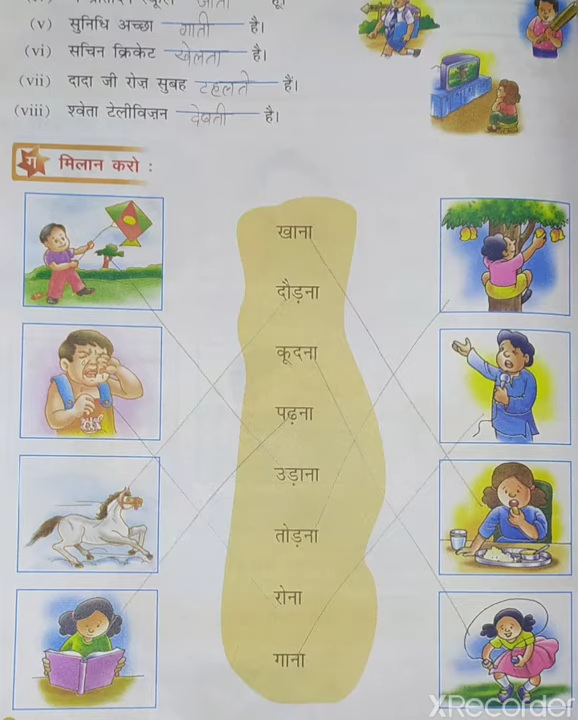 (v) सुनिधि अच्छा गाती है।
(vi) सचिन क्रिकेट खेलता है।
(vii) दादा जी रोज़ सुबह टहलते हैं।
(viii) श्वेता टेलीविज़न देखती है।
ग मिलान करो :
खाना
दौड़ना
कूदना
पढ़ना
उड़ाना
तोड़ना
रोना
गाना
XRecorder